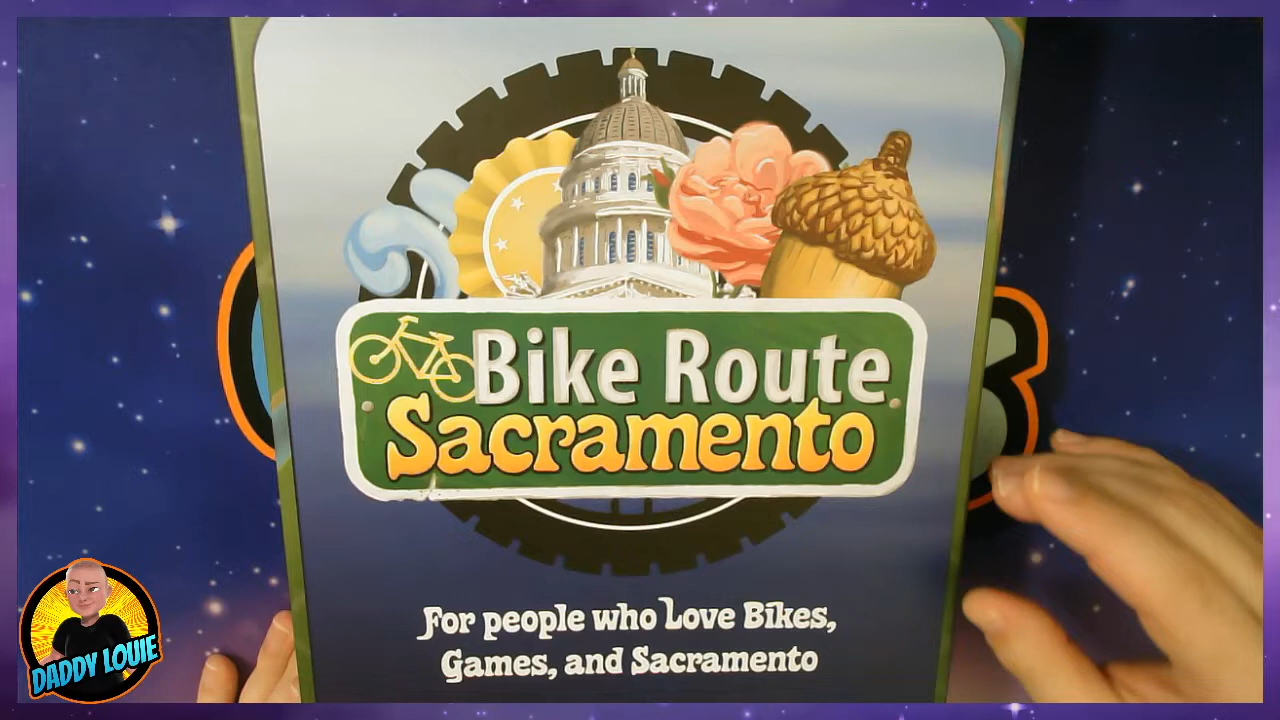 Bike Route
Sacramento
For people who Love Bikes,
Games, and Sacramento
DADDY LOUIE